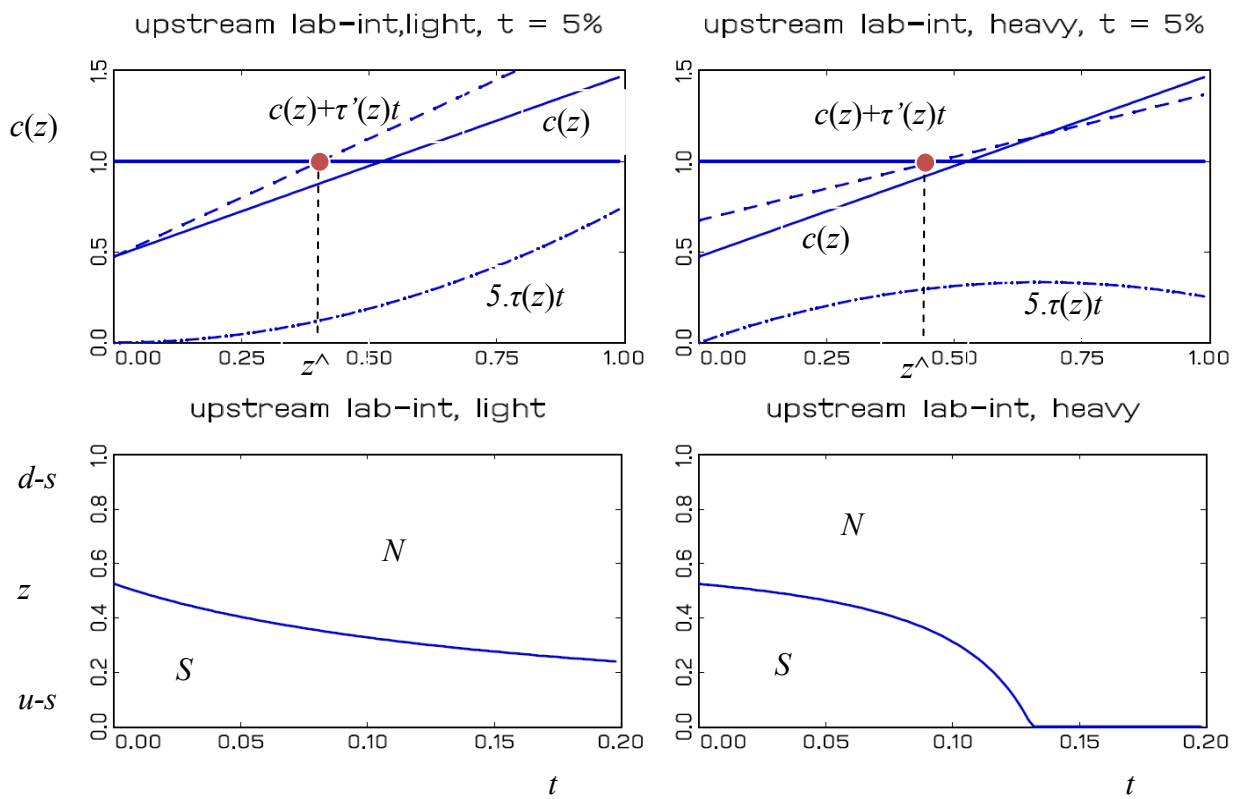 upstream lab-int,light, t = 5%
c(z)
1.5
1.0
0.5
0.0
c(z)+τ’(z)t
c(z)
5.τ(z)t
0.00 0.25 0.50 0.75 1.00
z^
upstream lab-int, heavy, t = 5%
1.5
1.0
0.5
0.0
c(z)+τ’(z)t
c(z)
5.τ(z)t
0.00 0.25 0.50 0.75 1.00
z^
upstream lab-int, light
d-s
z
u-s
1.0
0.8
0.6
0.4
0.2
0.0
N
S
0.00 0.05 0.10 0.15 0.20
t
upstream lab-int, heavy
1.0
0.8
0.6
0.4
0.2
0.0
N
S
0.00 0.05 0.10 0.15 0.20
t